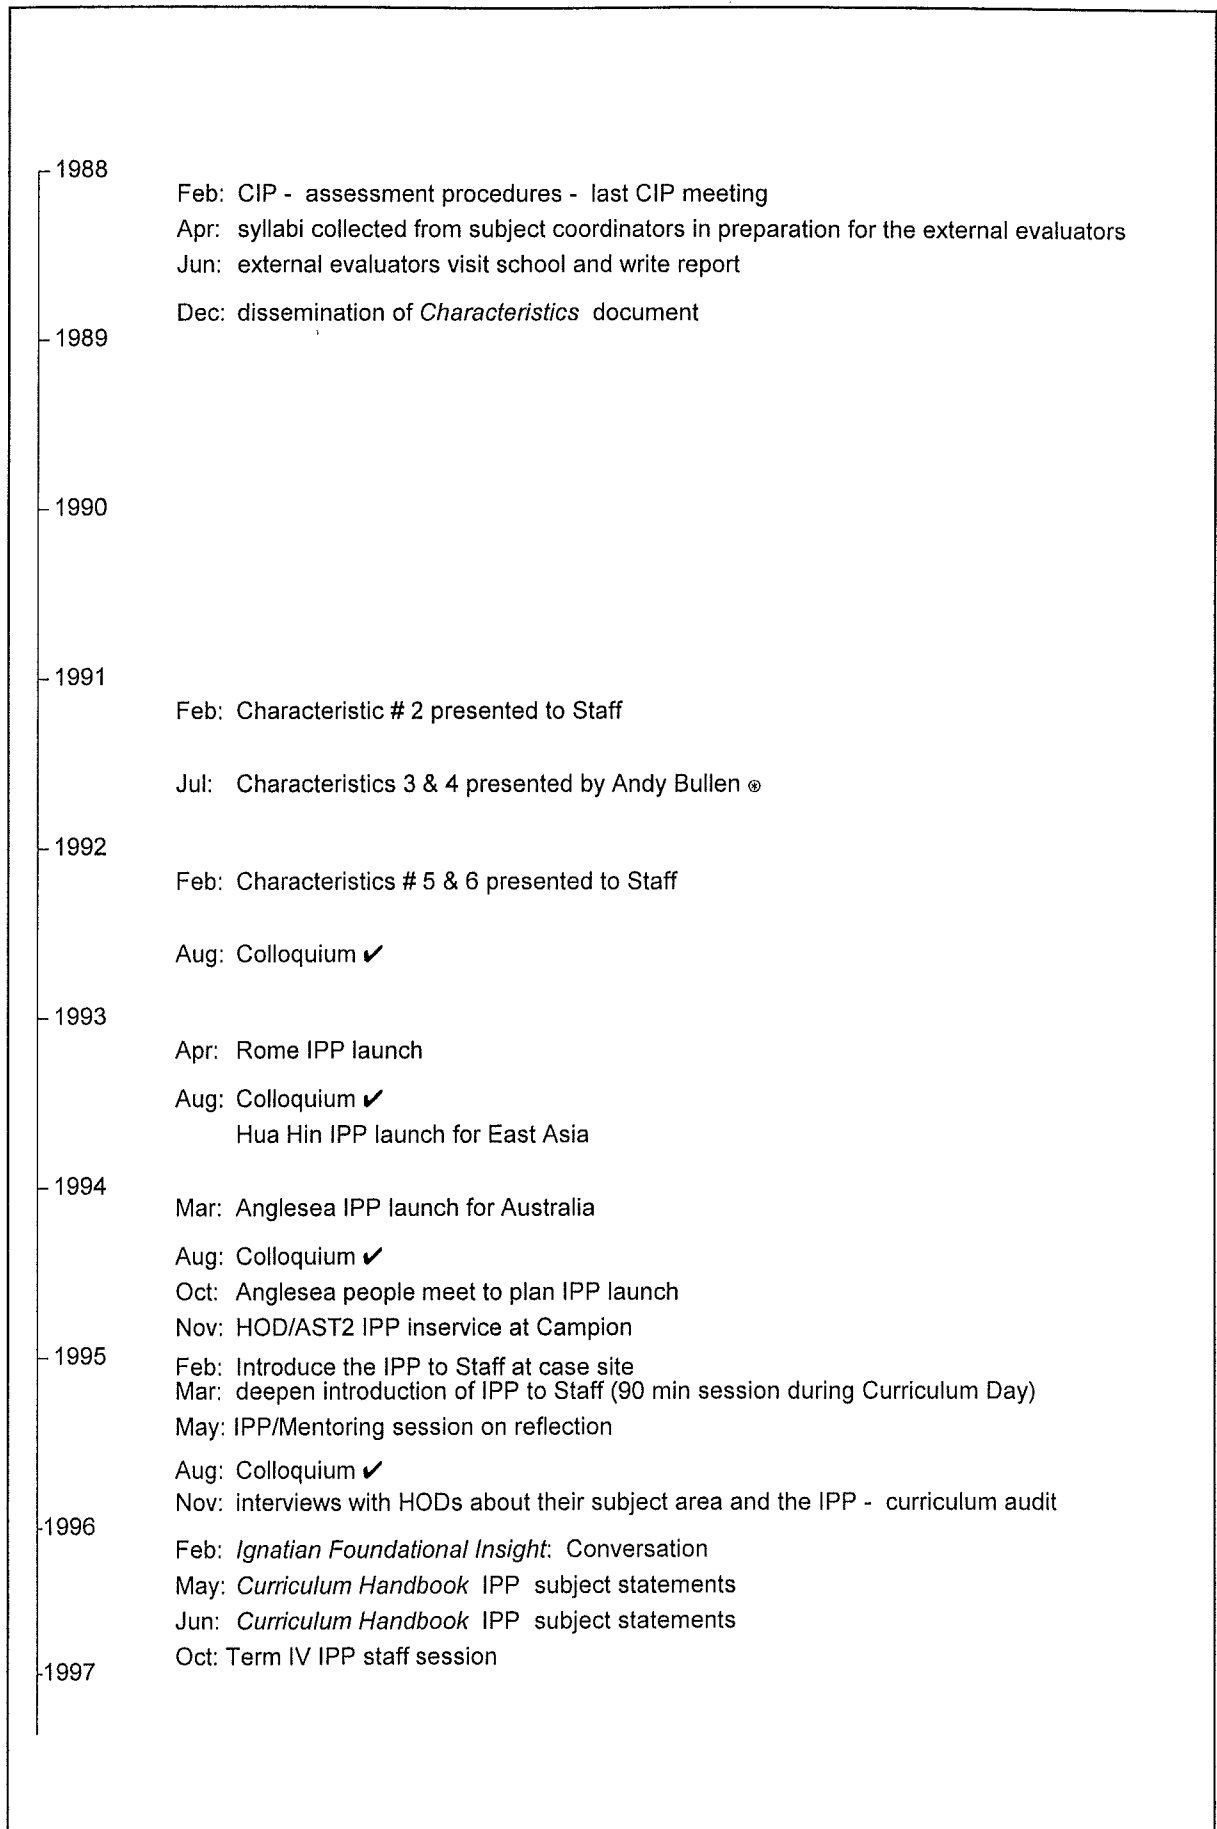 1988
Feb: CIP - assessment procedures - last CIP meeting
Apr: syllabi collected from subject coordinators in preparation for the external evaluators
Jun: external evaluators visit school and write report
Dec: dissemination of Characteristics document
1989
1990
1991
Feb: Characteristic # 2 presented to Staff
Jul: Characteristics 3 & 4 presented by Andy Bullen ⊛
1992
Feb: Characteristics # 5 & 6 presented to Staff
Aug: Colloquium ✔
1993
Apr: Rome IPP launch
Aug: Colloquium ✔
Hua Hin IPP launch for East Asia
1994
Mar: Anglesea IPP launch for Australia
Aug: Colloquium ✔
Oct: Anglesea people meet to plan IPP launch
Nov: HOD/AST2 IPP inservice at Campion
1995
Feb: Introduce the IPP to Staff at case site
Mar: deepen introduction of IPP to Staff (90 min session during Curriculum Day)
May: IPP/Mentoring session on reflection
Aug: Colloquium ✔
Nov: interviews with HODs about their subject area and the IPP - curriculum audit
1996
Feb: Ignatian Foundational Insight: Conversation
May: Curriculum Handbook IPP subject statements
Jun: Curriculum Handbook IPP subject statements
Oct: Term IV IPP staff session
1997